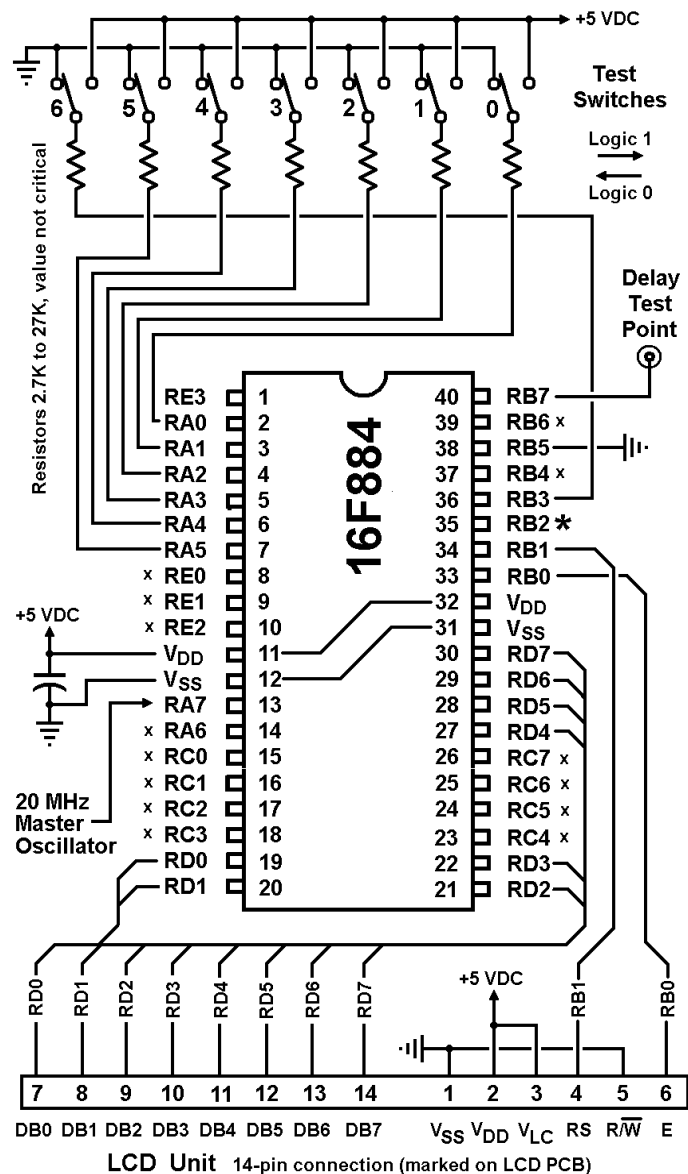 +5 VDC
6 5 4 3 2 1 0
Test
Switches
Logic 1
Logic 0
Resistors 2.7K to 27K, value not critical
Delay
Test
Point
16F884
RE3 1 40 RB7
RA0 2 39 RB6 x
RA1 3 38 RB5
RA2 4 37 RB4 x
RA3 5 36 RB3
RA4 6 35 RB2 *
RA5 7 34 RB1
x RE0 8 33 RB0
x RE1 9 32 VDD
x RE2 10 31 VSS
+5 VDC
VDD 11 30 RD7
VSS 12 29 RD6
RA7 13 28 RD5
x RA6 14 27 RD4
x RC0 15 26 RC7 x
x RC1 16 25 RC6 x
x RC2 17 24 RC5 x
x RC3 18 23 RC4 x
20 MHz
Master
Oscillator
RD0 19 22 RD3
RD1 20 21 RD2
RD0 RD1 RD2 RD3 RD4 RD5 RD6 RD7 +5 VDC RB1 RB0
7 8 9 10 11 12 13 14 1 2 3 4 5 6
DB0 DB1 DB2 DB3 DB4 DB5 DB6 DB7 VSS VDD VLC RS R/W̅ E
LCD Unit 14-pin connection (marked on LCD PCB)